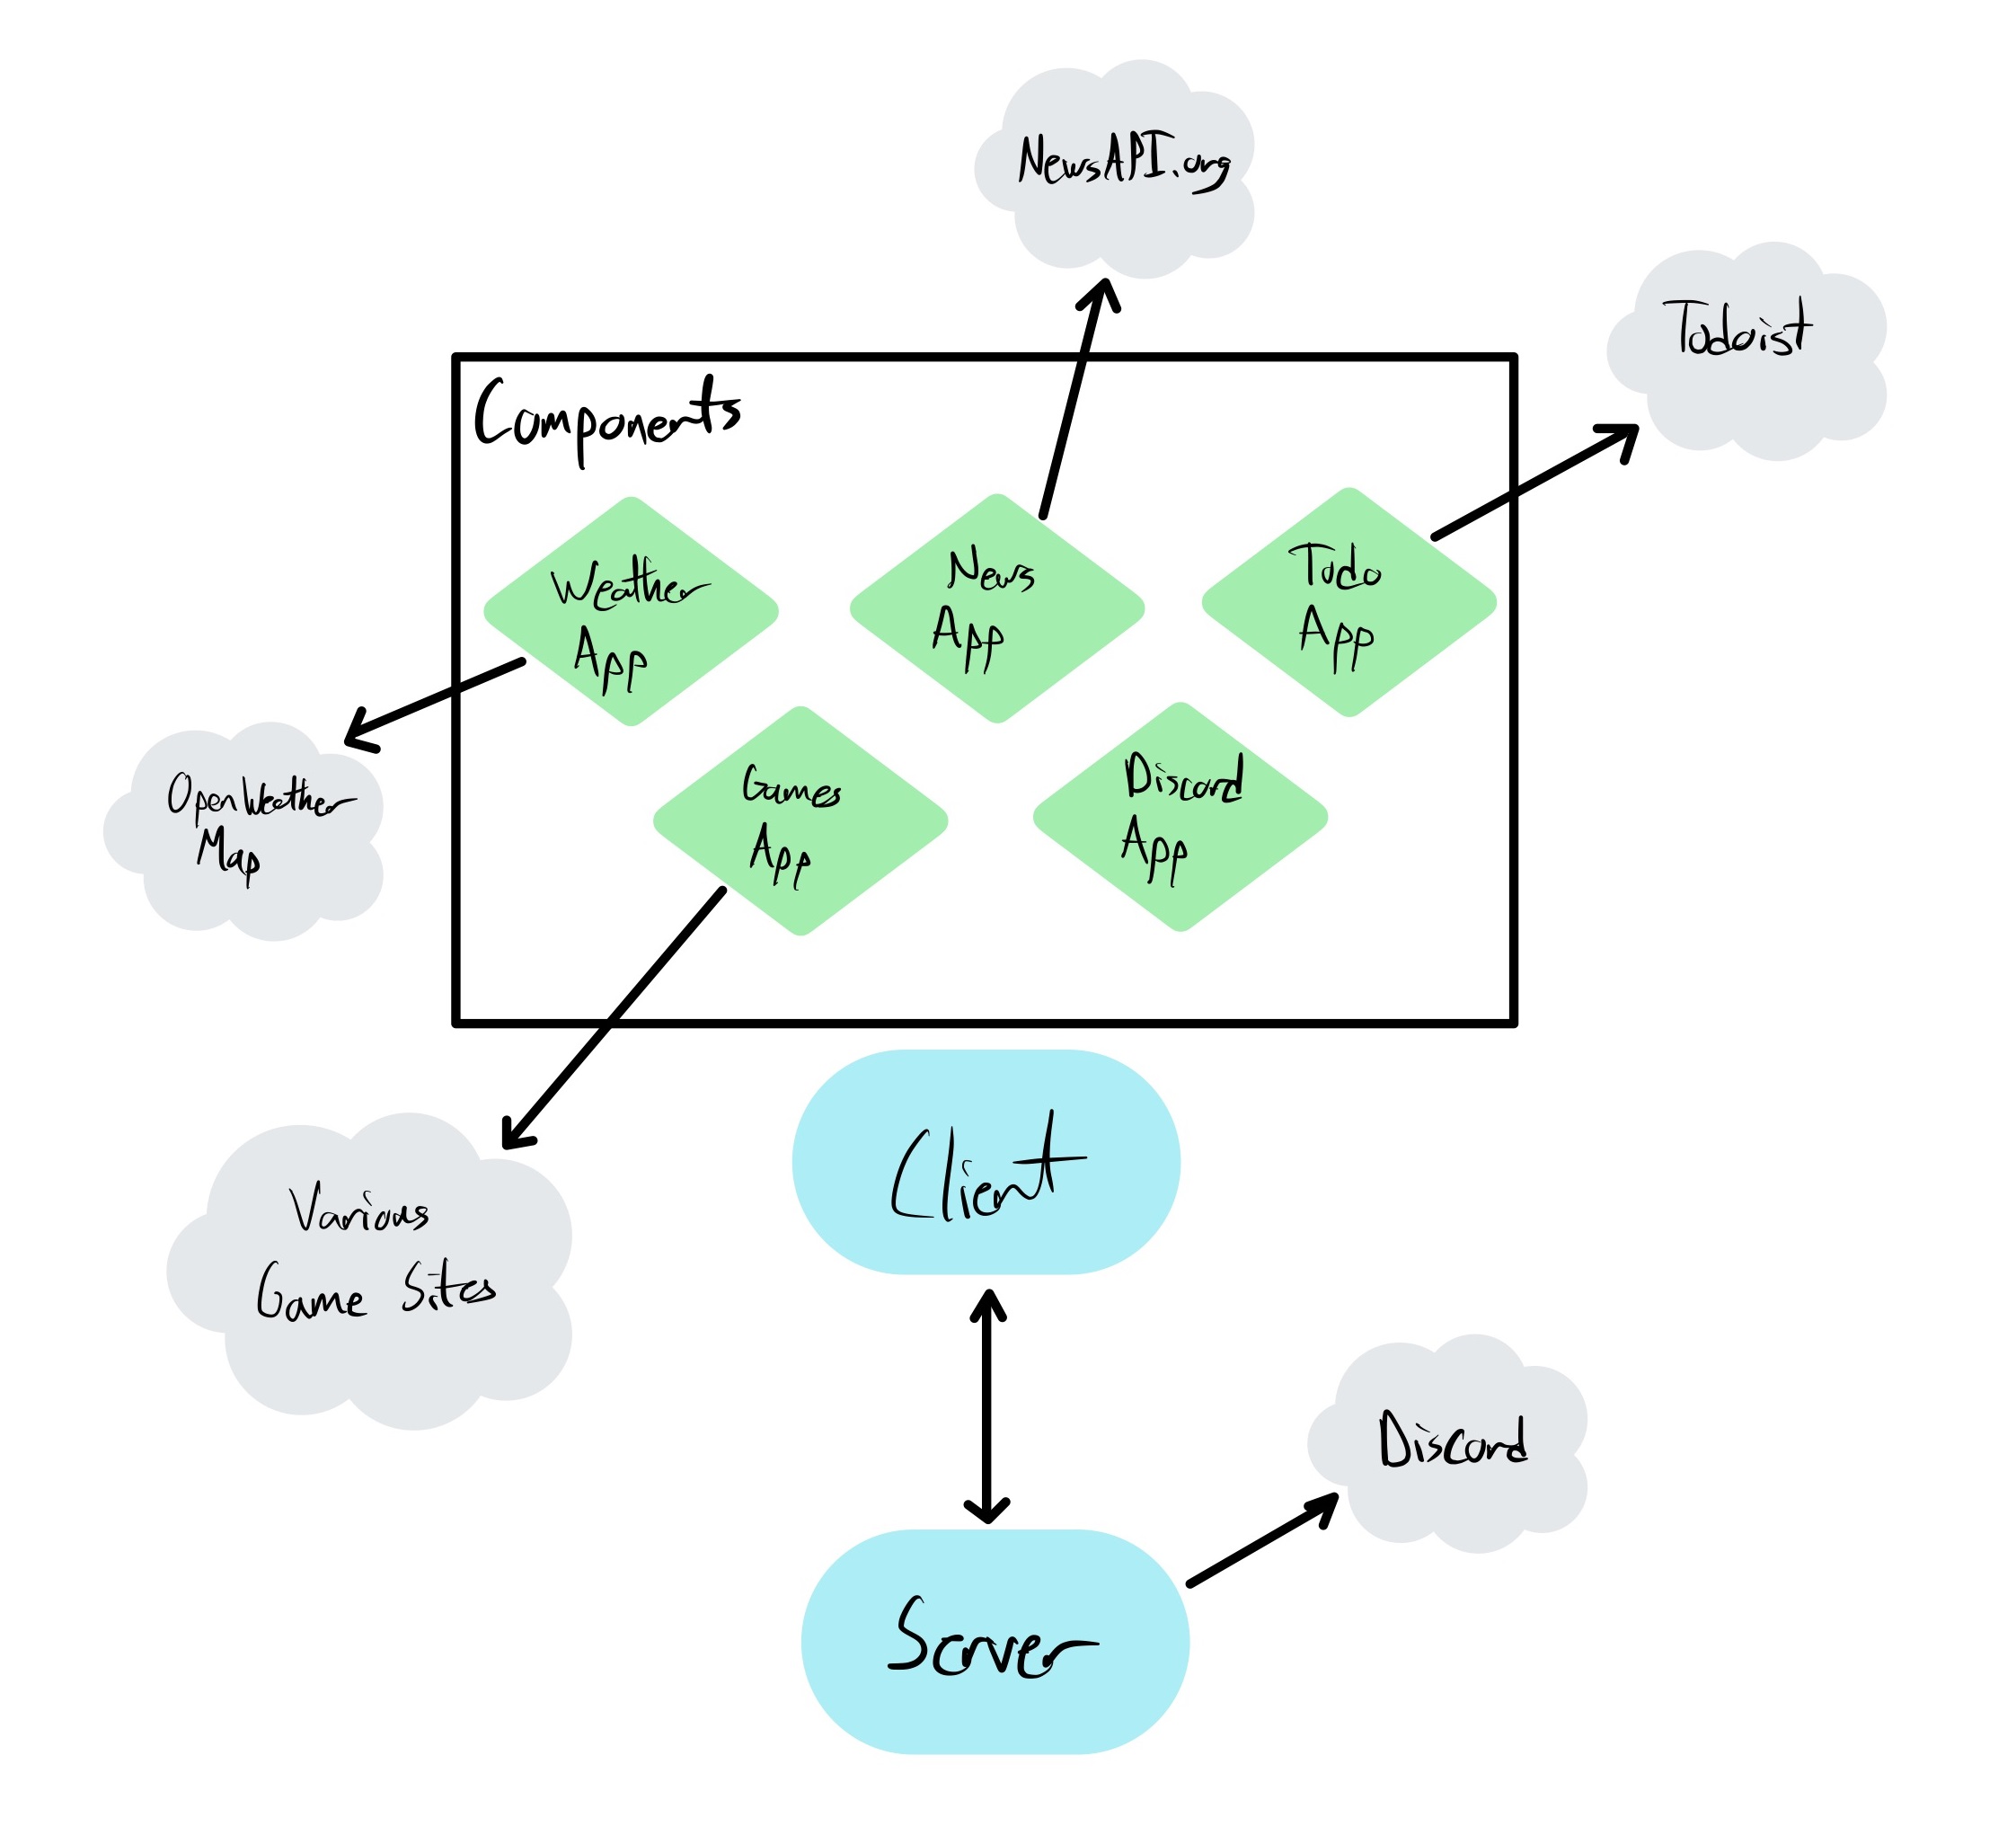 NewsAPI.org
Todoist
Components
Weather
App
News
App
Todo
App
OpenWeather
Map
Games
App
Discord
App
Client
Various
Game Sites
Discord
Server